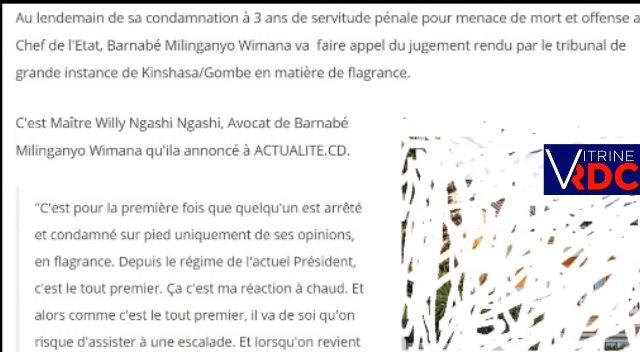 Au lendemain de sa condamnation à 3 ans de servitude pénale pour menace de mort et offense a
Chef de l'Etat, Barnabé Milinganyo Wimana va faire appel du jugement rendu par le tribunal de
grande instance de Kinshasa/Gombe en matière de flagrance.
C'est Maître Willy Ngashi Ngashi, Avocat de Barnabé
Milinganyo Wimana qu'ila annoncé à ACTUALITE.CD.
VITRINE
RDC
"C'est pour la première fois que quelqu'un est arrêté
et condamné sur pied uniquement de ses opinions,
en flagrance. Depuis le régime de l'actuel Président,
c'est le tout premier. Ça c'est ma réaction à chaud. Et
alors comme c'est le tout premier, il va de soi qu'on
risque d'assister à une escalade. Et lorsqu'on revient